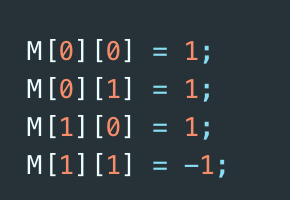 M[0][0] = 1;
M[0][1] = 1;
M[1][0] = 1;
M[1][1] = -1;